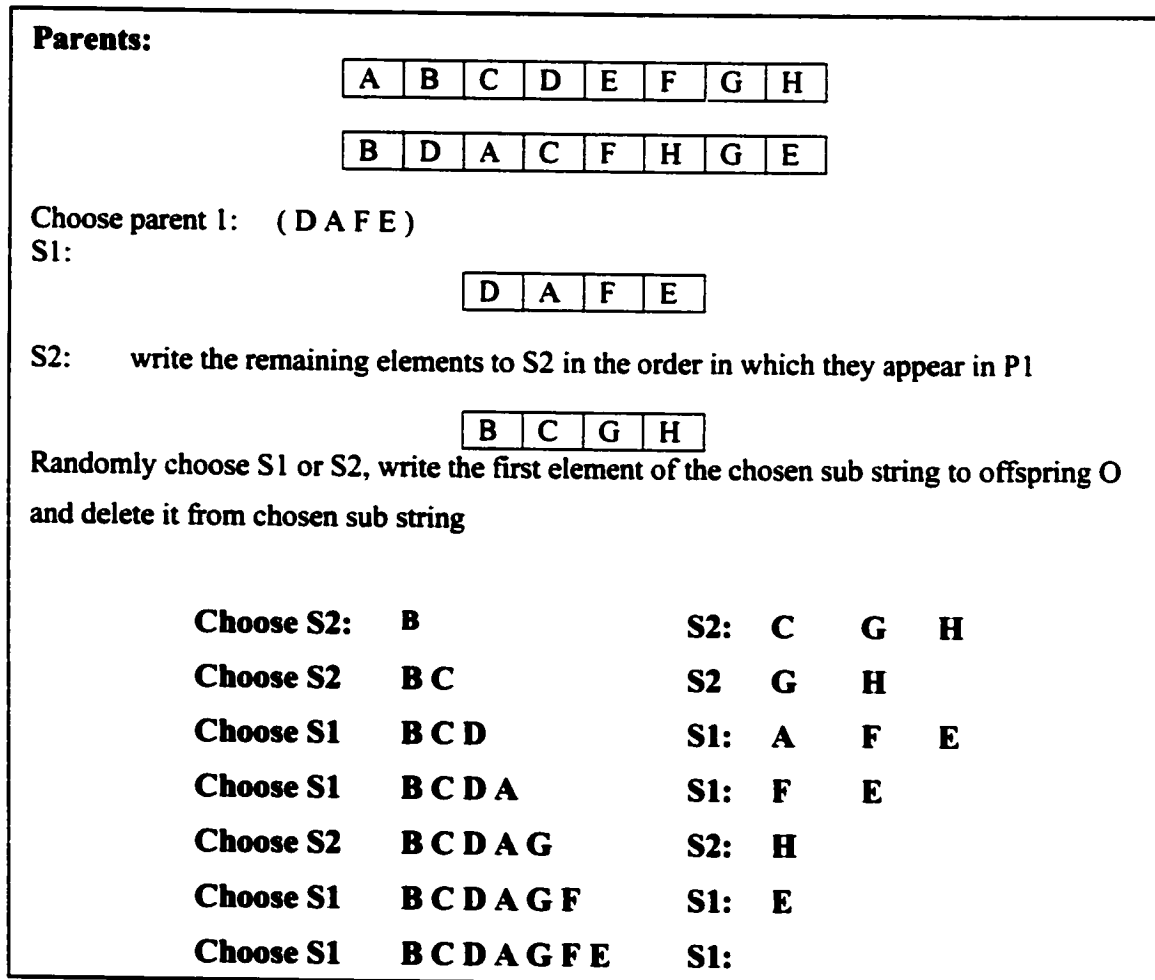 Parents:
A B C D E F G H
B D A C F H G E
Choose parent 1: ( D A F E )
S1:
D A F E
S2: write the remaining elements to S2 in the order in which they appear in P1
B C G H
Randomly choose S1 or S2, write the first element of the chosen sub string to offspring O
and delete it from chosen sub string
Choose S2: B S2: C G H
Choose S2 B C S2 G H
Choose S1 B C D S1: A F E
Choose S1 B C D A S1: F E
Choose S2 B C D A G S2: H
Choose S1 B C D A G F S1: E
Choose S1 B C D A G F E S1: